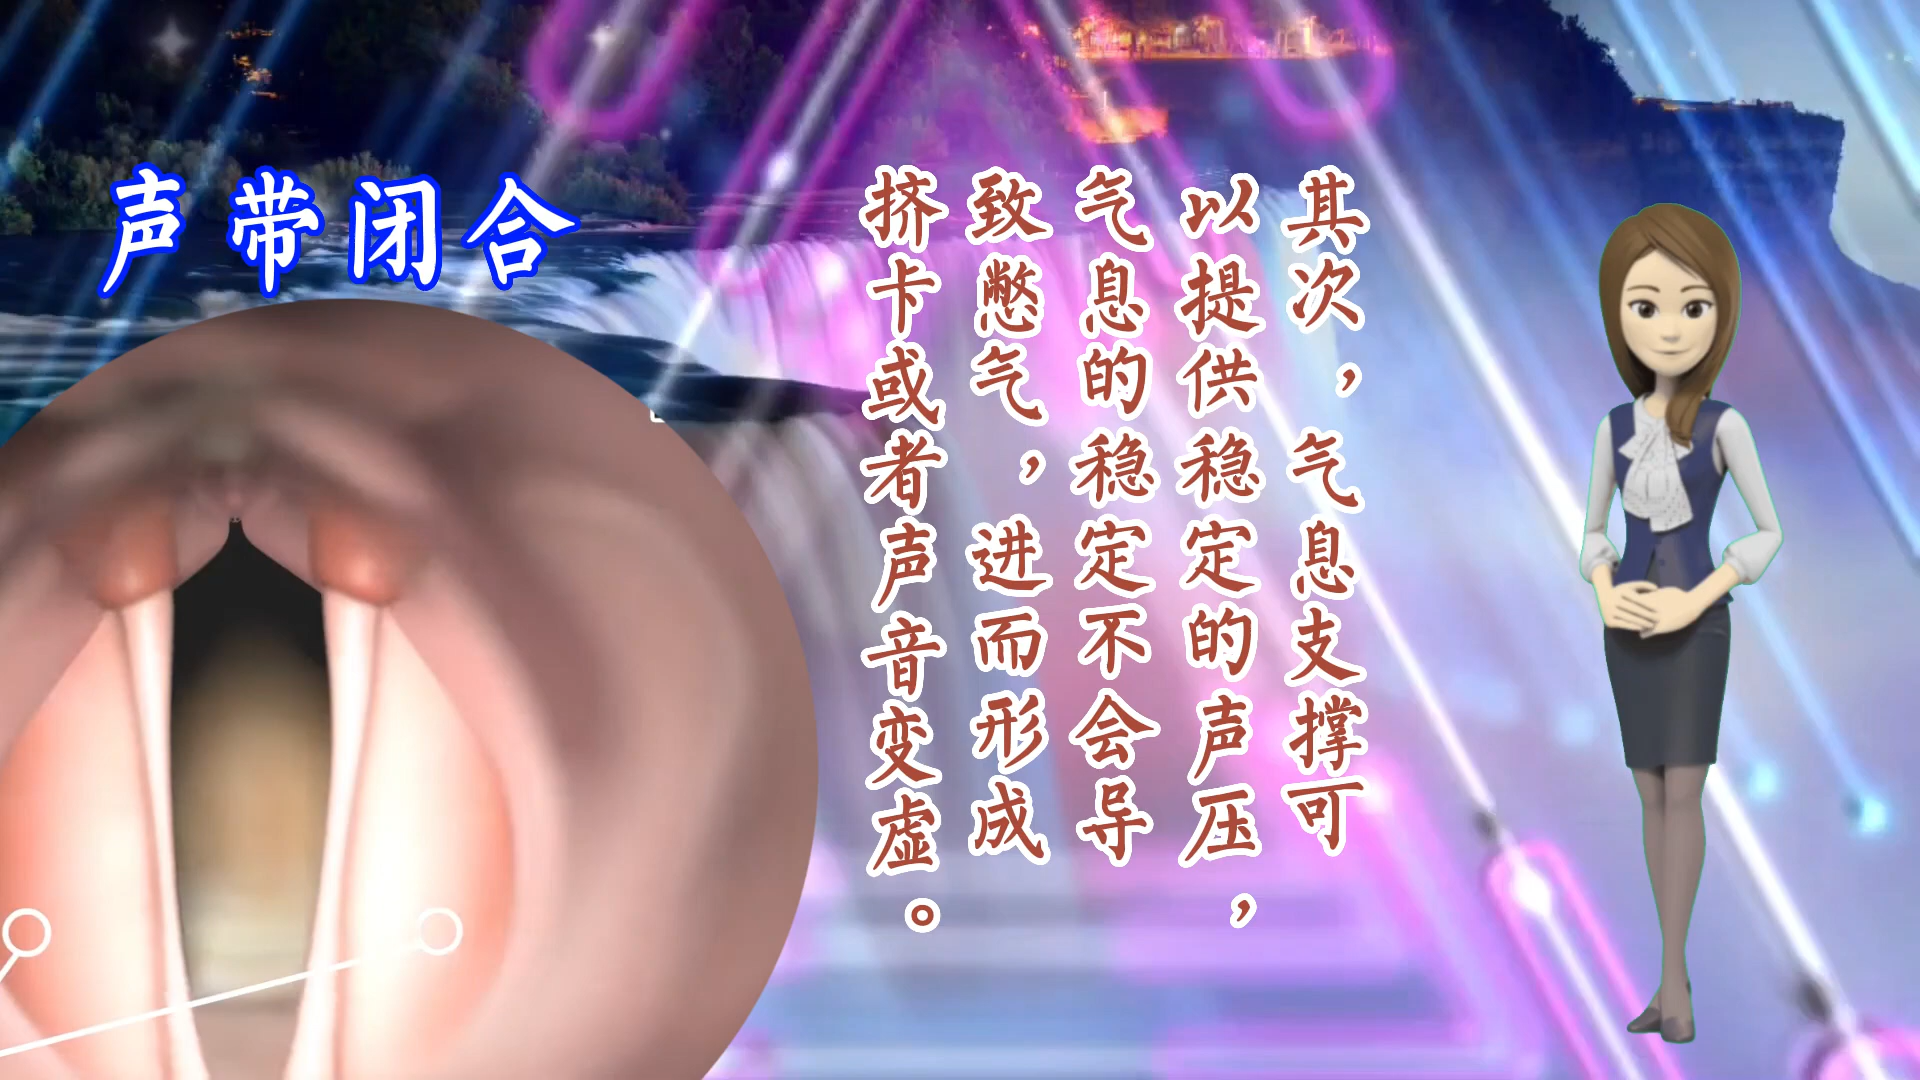 声带闭合
其次，气息支撑可
以提供稳定的声压，
气息的稳定不会导
致憋气，进而形成
挤卡或者声音变虚。